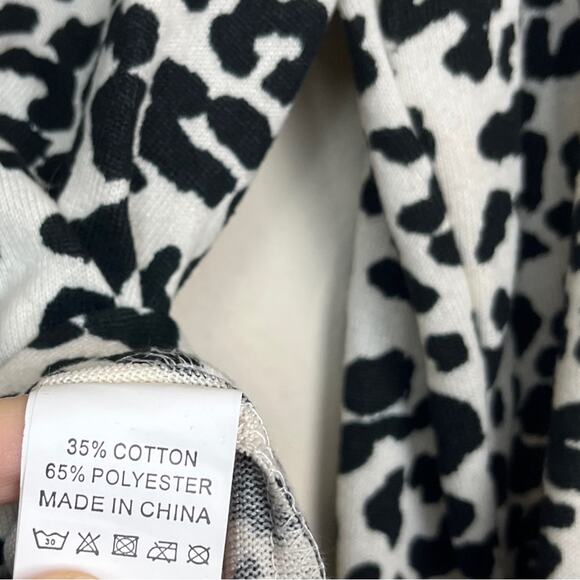 35% COTTON
65% POLYESTER
MADE IN CHINA
30